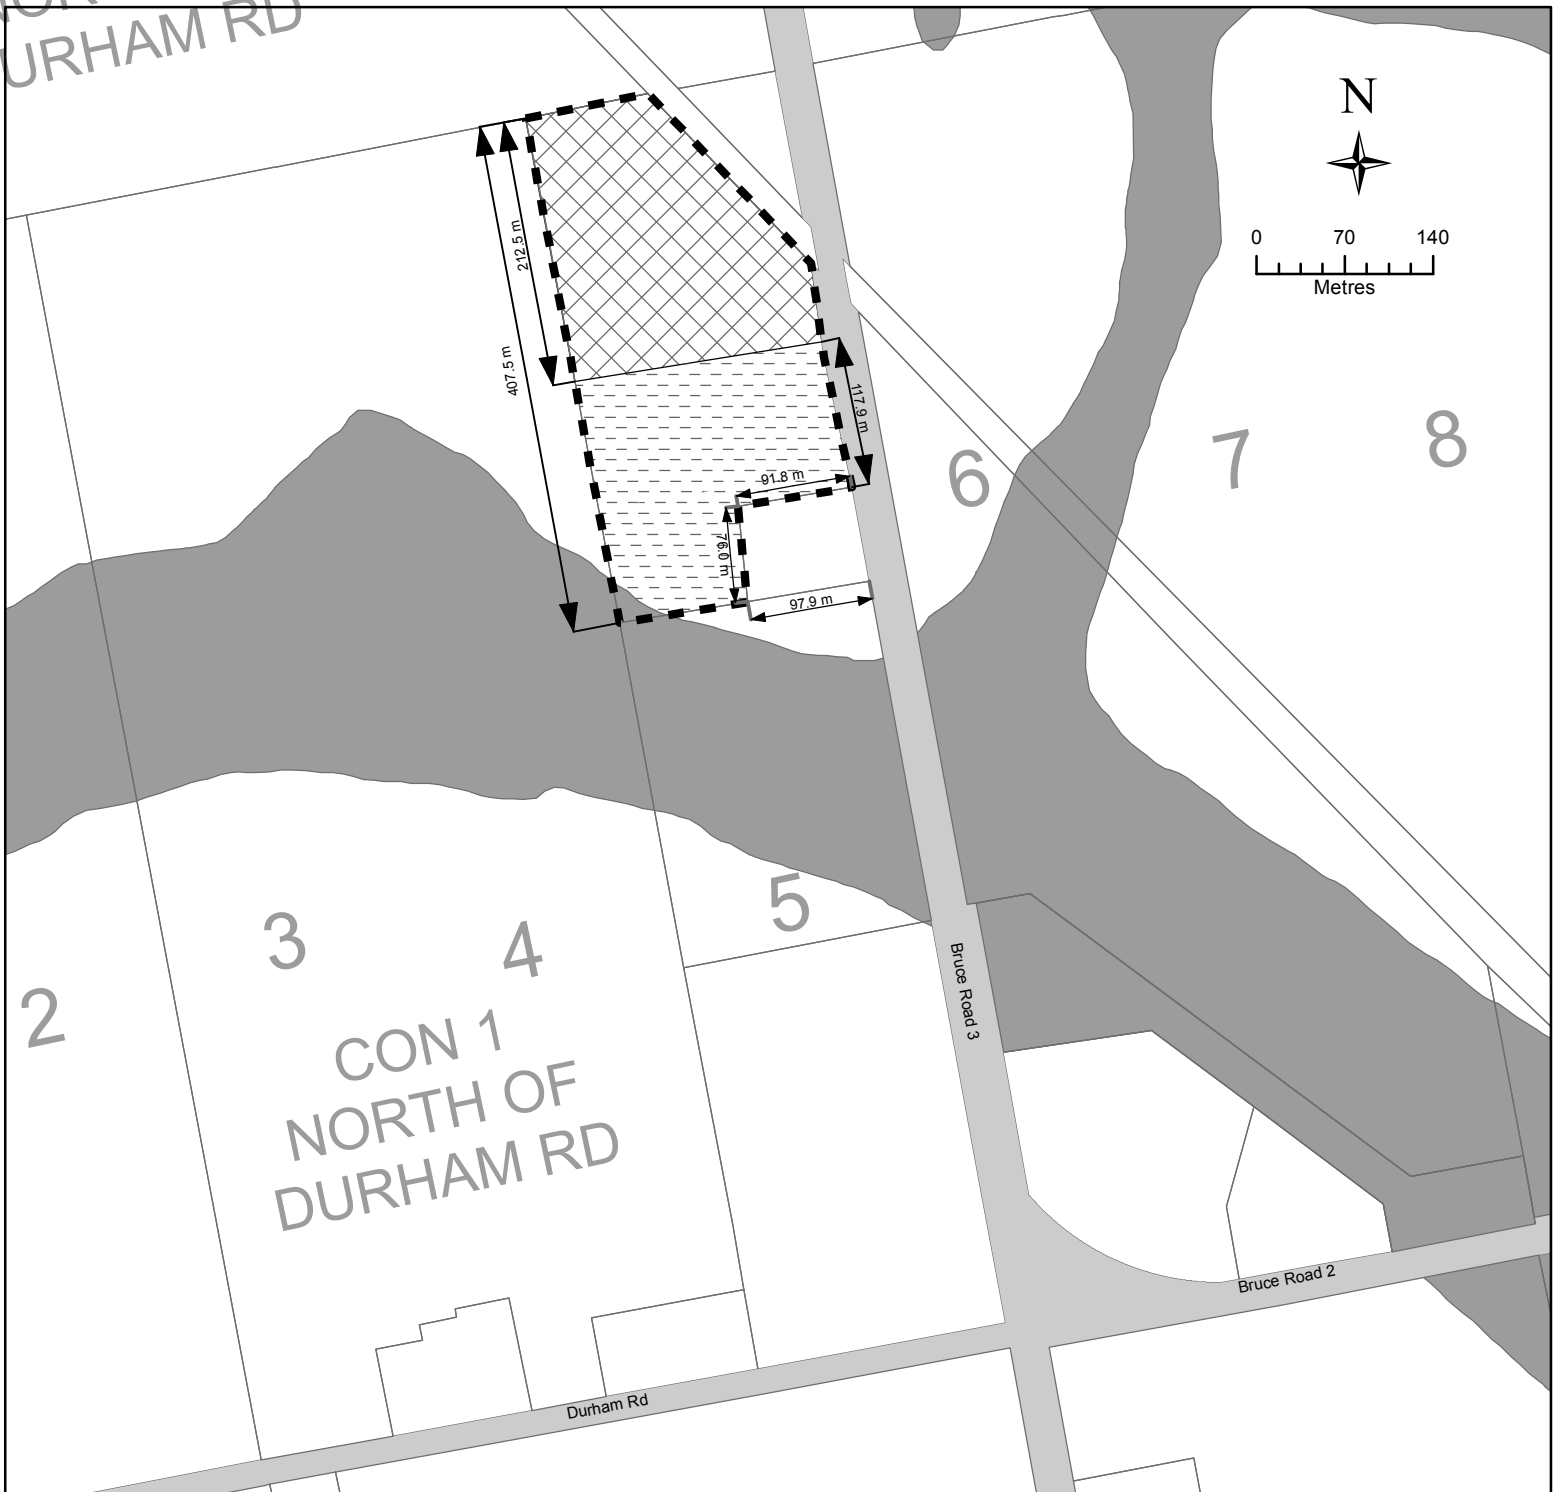 DURHAM RD
N
0 70 140
Metres
212.5 m
407.5 m
117.9 m
91.8 m
76.0 m
97.9 m
6
7
8
5
3
4
2
CON 1
NORTH OF
DURHAM RD
Bruce Road 3
Bruce Road 2
Durham Rd